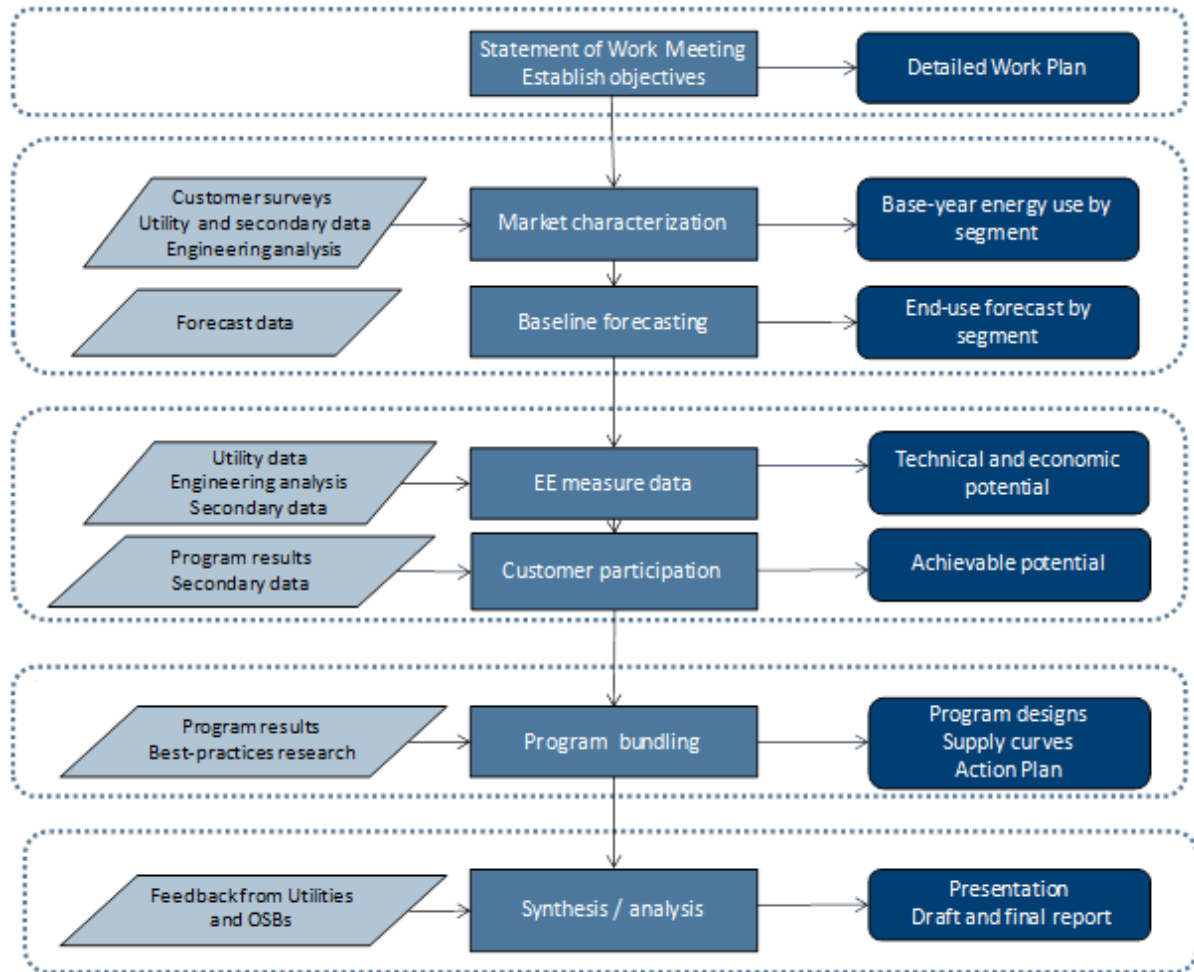 Statement of Work Meeting
Establish objectives
Detailed Work Plan
Customer surveys
Utility and secondary data
Engineering analysis
Market characterization
Base-year energy use by
segment
Forecast data
Baseline forecasting
End-use forecast by
segment
Utility data
Engineering analysis
Secondary data
EE measure data
Technical and economic
potential
Program results
Secondary data
Customer participation
Achievable potential
Program results
Best-practices research
Program bundling
Program designs
Supply curves
Action Plan
Feedback from Utilities
and OSBs
Synthesis / analysis
Presentation
Draft and final report